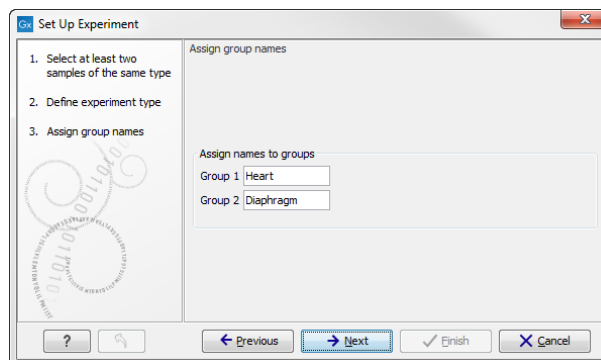 Gx Set Up Experiment
1. Select at least two
samples of the same type
2. Define experiment type
3. Assign group names
Assign group names
Assign names to groups
Group 1 Heart
Group 2 Diaphragm
? Previous Next Finish Cancel